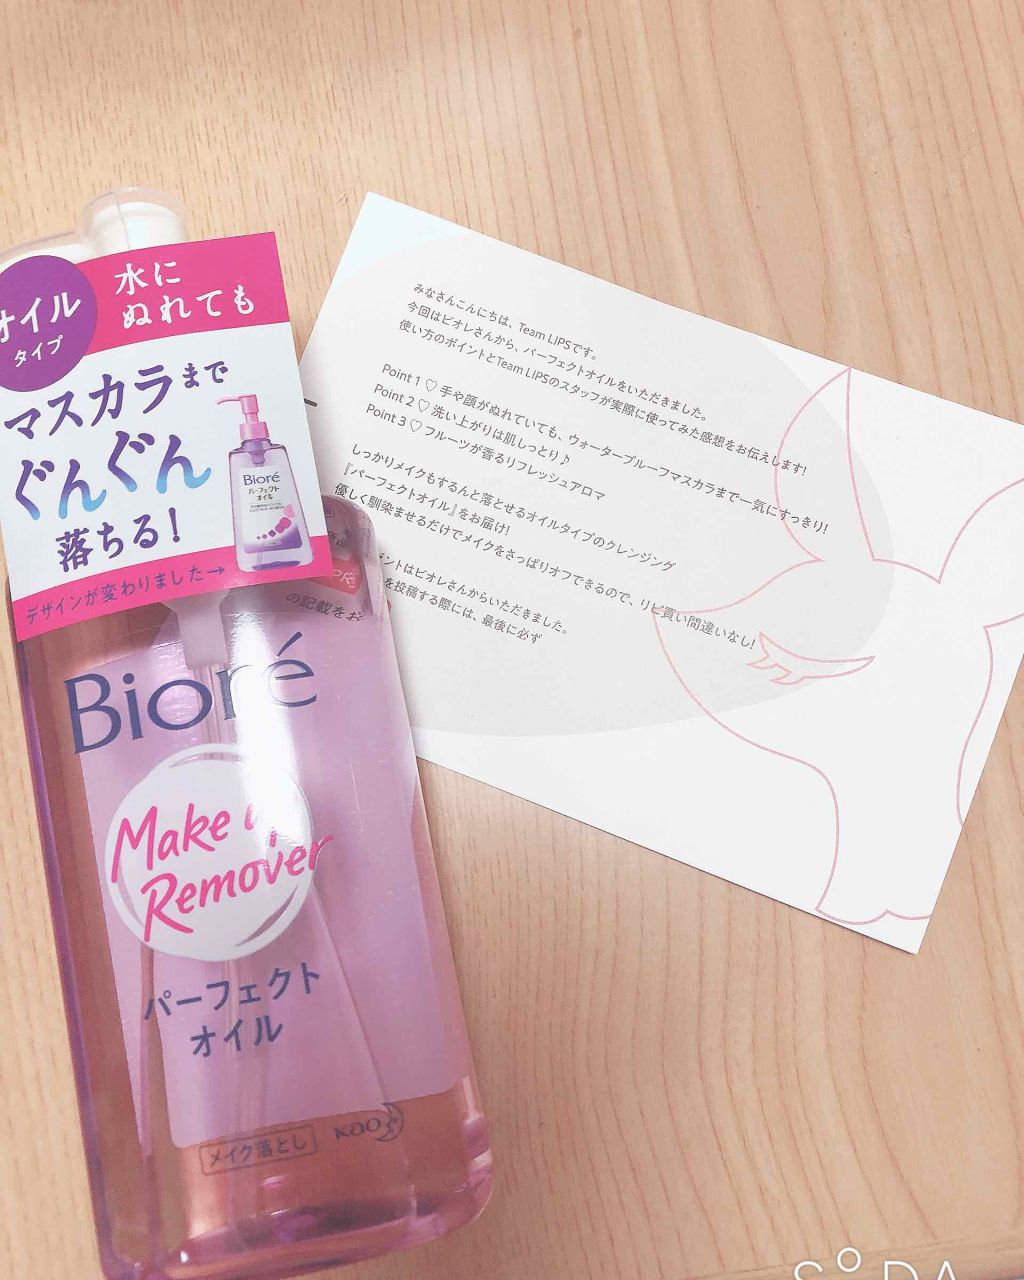 オイル
タイプ
水に
ぬれても
マスカラまで
ぐんぐん
落ちる!
Bioré
パーフェクト
オイル
デザインが変わりました→
の記載をお
Bioré
Make up
Remover
パーフェクト
オイル
メイク落とし
Kao
みなさんこんにちは、Team LIPSです。
今回はビオレさんから、パーフェクトオイルをいただきました。
使い方のポイントとTeam LIPSのスタッフが実際に使ってみた感想をお伝えします!
Point 1 ♡ 手や顔がぬれていても、ウォータープルーフマスカラまで一気にすっきり!
Point 2 ♡ 洗い上がりは肌しっとり♪
Point 3 ♡ フルーツが香るリフレッシュアロマ
しっかりメイクもするんと落とせるオイルタイプのクレンジング
『パーフェクトオイル』をお届け!
優しく馴染ませるだけでメイクをさっぱりオフできるので、リピ買い間違いなし!
ントはビオレさんからいただきました。
を投稿する際には、最後に必ず
SODA